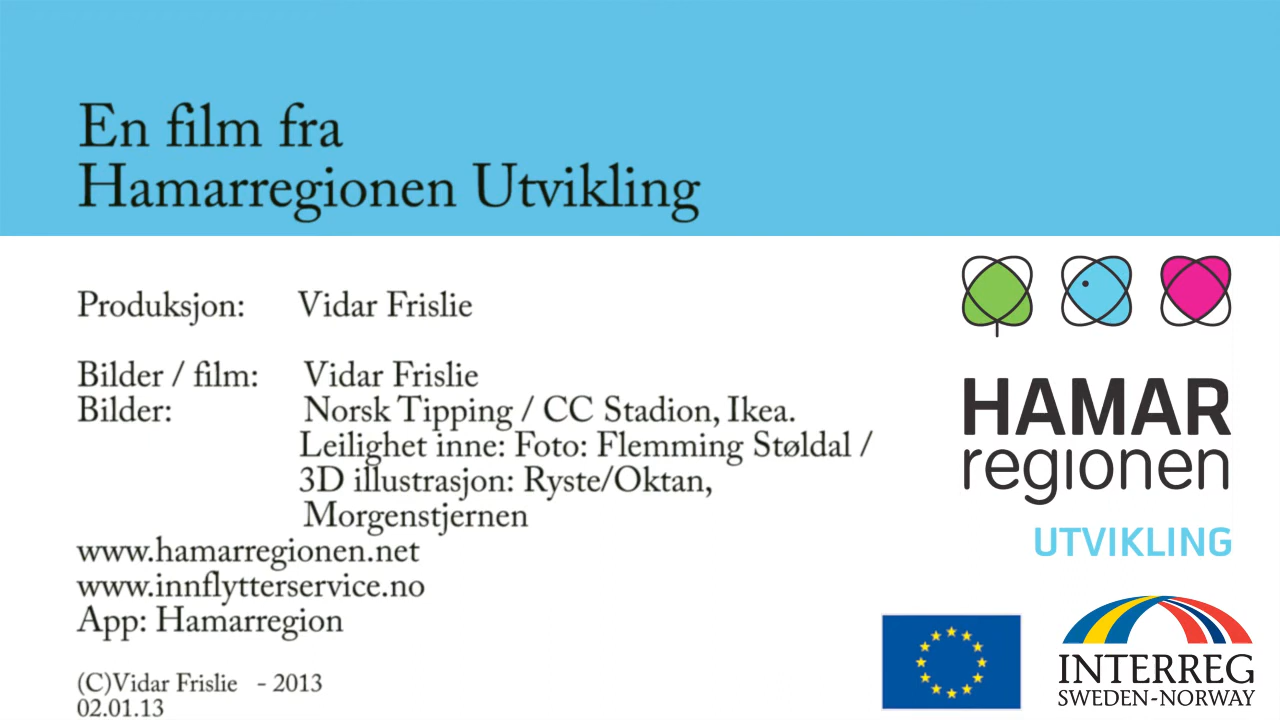 En film fra
Hamarregionen Utvikling
Produksjon: Vidar Frislie
Bilder / film: Vidar Frislie
Bilder: Norsk Tipping / CC Stadion, Ikea.
Leilighet inne: Foto: Flemming Støldal /
3D illustrasjon: Ryste/Oktan,
Morgenstjernen
www.hamarregionen.net
www.innflytterservice.no
App: Hamarregion
(C)Vidar Frislie - 2013
02.01.13
HAMAR
regionen
UTVIKLING
INTERREG
SWEDEN-NORWAY